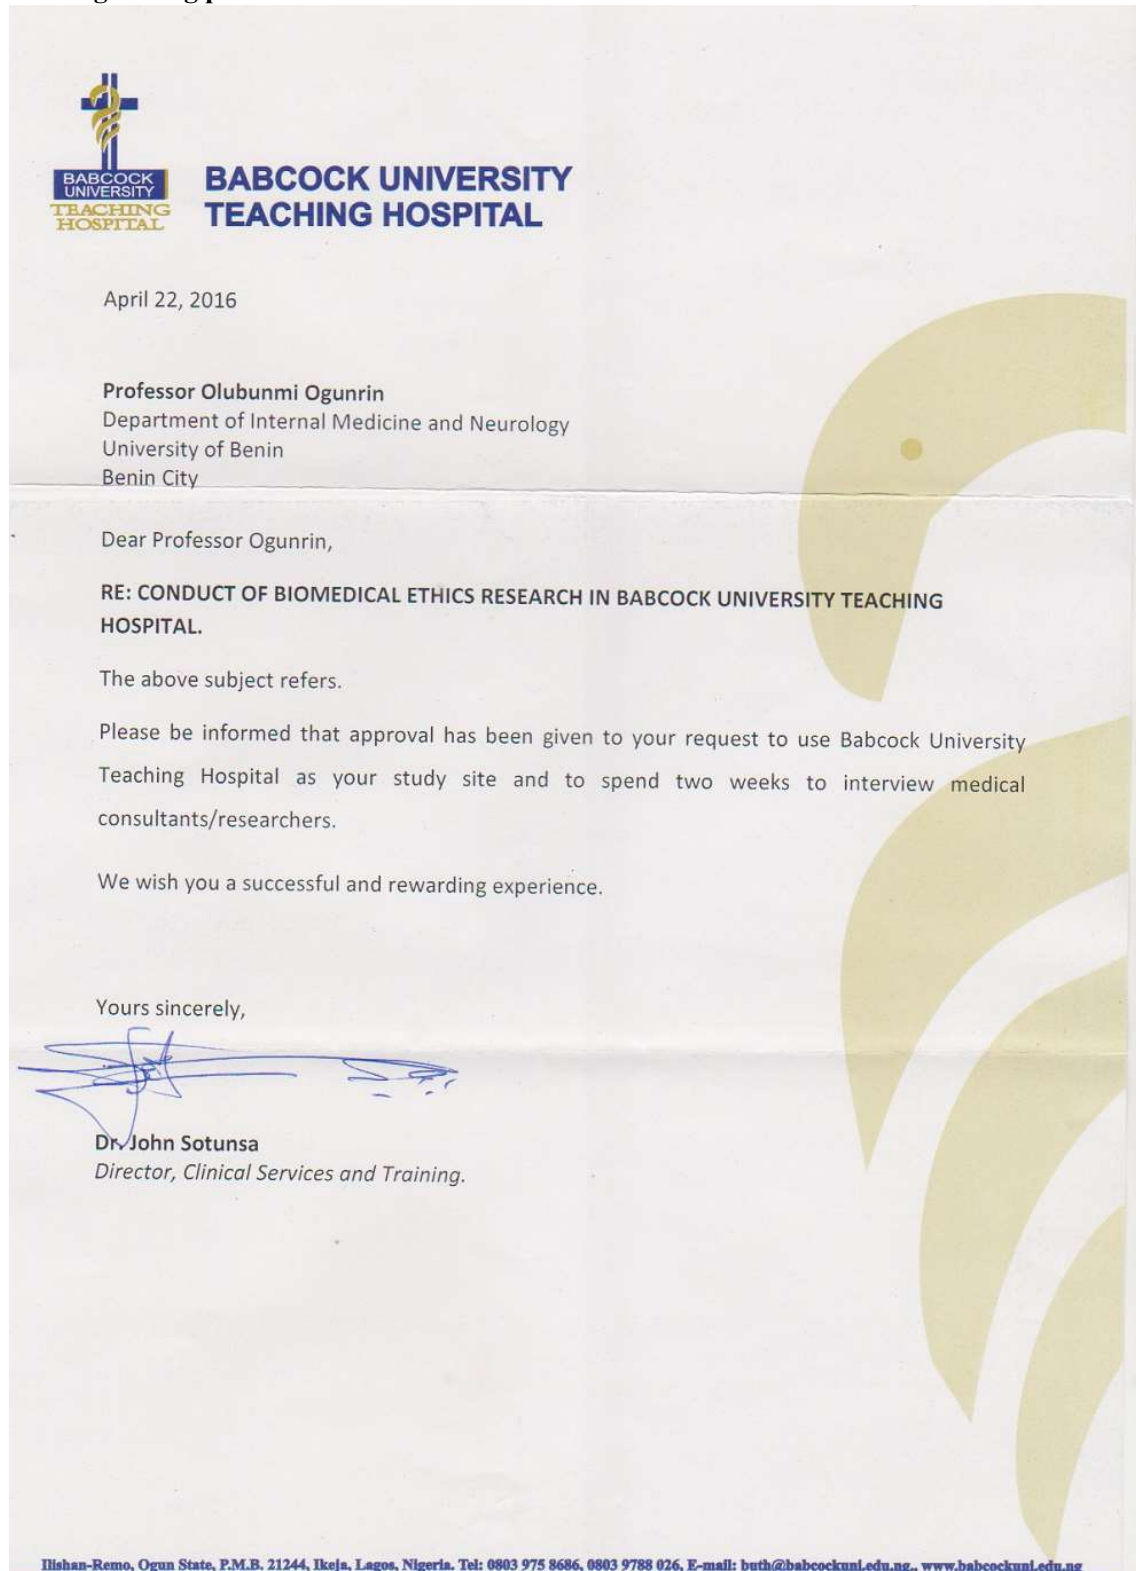 BABCOCK
UNIVERSITY
TEACHING
HOSPITAL
BABCOCK UNIVERSITY
TEACHING HOSPITAL
April 22, 2016
Professor Olubunmi Ogunrin
Department of Internal Medicine and Neurology
University of Benin
Benin City
Dear Professor Ogunrin,
RE: CONDUCT OF BIOMEDICAL ETHICS RESEARCH IN BABCOCK UNIVERSITY TEACHING
HOSPITAL.
The above subject refers.
Please be informed that approval has been given to your request to use Babcock University
Teaching Hospital as your study site and to spend two weeks to interview medical
consultants/researchers.
We wish you a successful and rewarding experience.
Yours sincerely,
Dr. John Sotunsa
Director, Clinical Services and Training.
Ilishan-Remo, Ogun State, P.M.B. 21244, Ikeja, Lagos, Nigeria. Tel: 0803 975 8686, 0803 9788 026, E-mail: buth@babcockuni.edu.ng., www.babcockuni.edu.ng